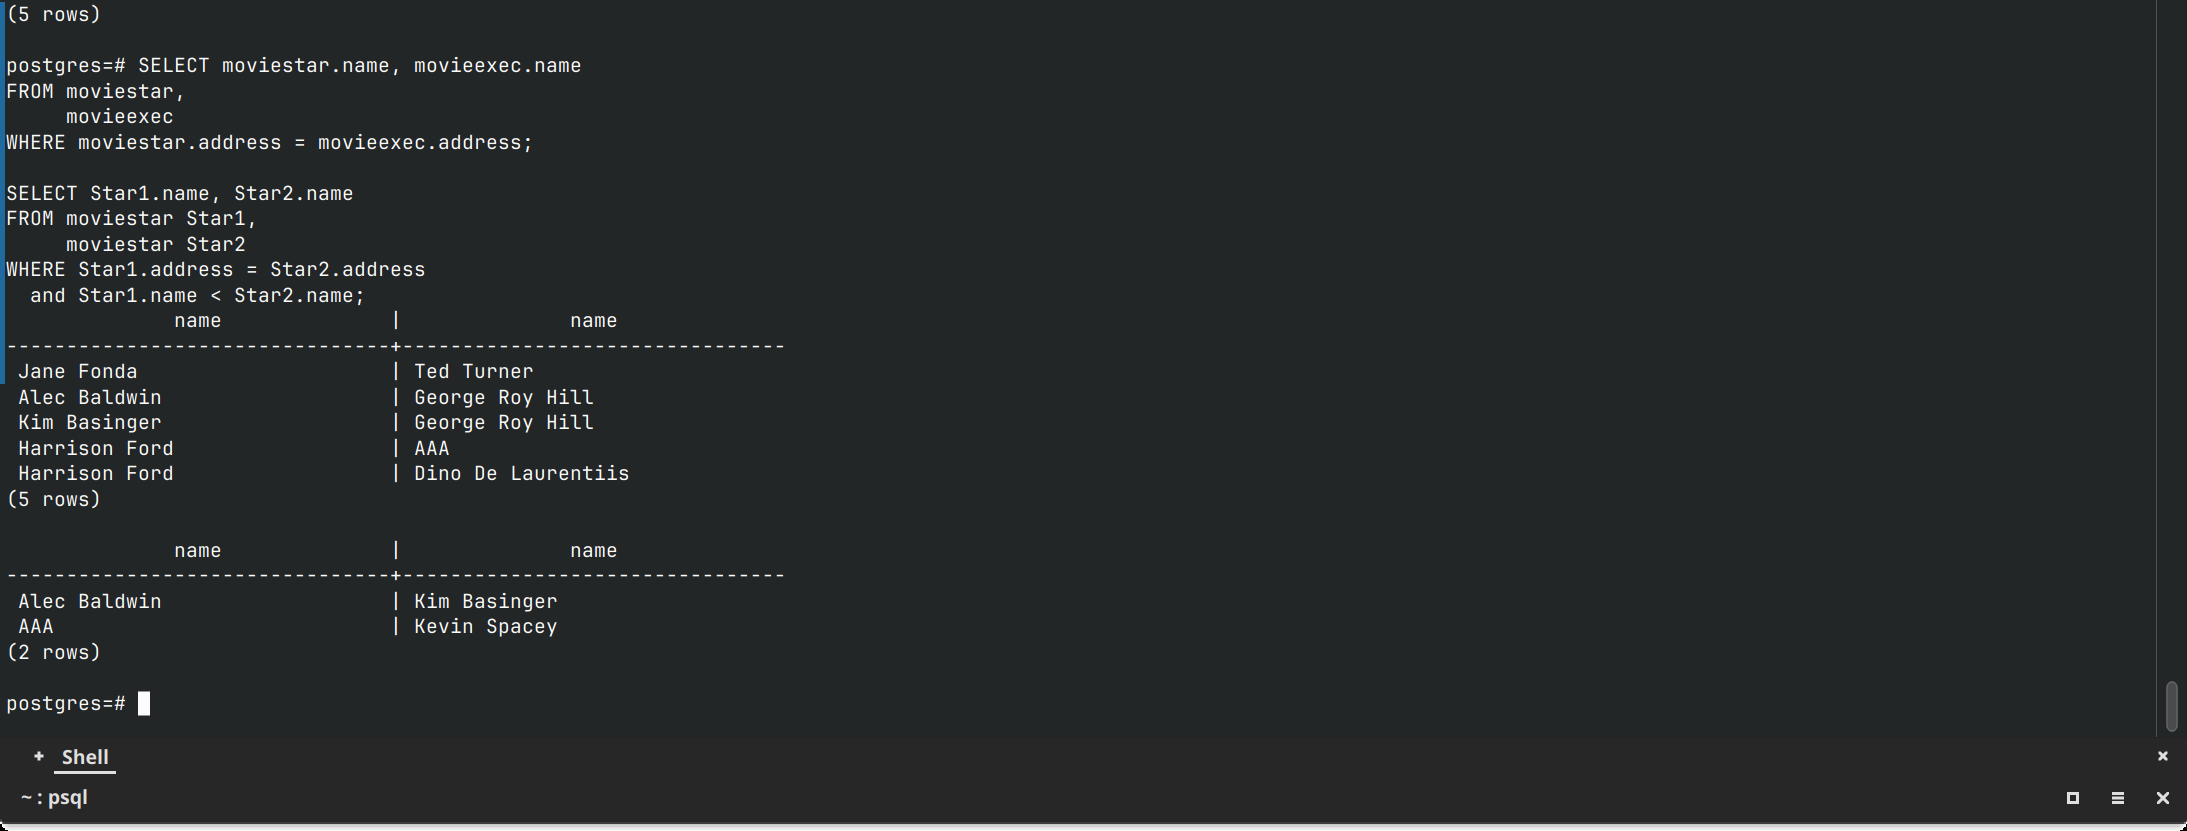 (5 rows)

postgres=# SELECT moviestar.name, movieexec.name
FROM moviestar,
     movieexec
WHERE moviestar.address = movieexec.address;

SELECT Star1.name, Star2.name
FROM moviestar Star1,
     moviestar Star2
WHERE Star1.address = Star2.address
  and Star1.name < Star2.name;
              name              |              name
--------------------------------+--------------------------------
 Jane Fonda                     | Ted Turner
 Alec Baldwin                   | George Roy Hill
 Kim Basinger                   | George Roy Hill
 Harrison Ford                  | AAA
 Harrison Ford                  | Dino De Laurentiis
(5 rows)

              name              |              name
--------------------------------+--------------------------------
 Alec Baldwin                   | Kim Basinger
 AAA                            | Kevin Spacey
(2 rows)

postgres=#
Shell
~ : psql